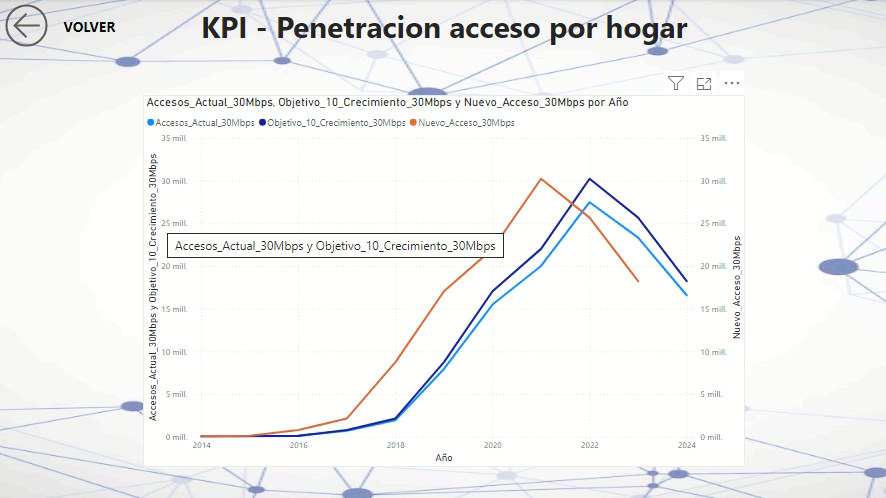 VOLVER
KPI - Penetracion acceso por hogar
Accesos_Actual_30Mbps, Objetivo_10_Crecimiento_30Mbps y Nuevo_Acceso_30Mbps por Año
Accesos_Actual_30Mbps Objetivo_10_Crecimiento_30Mbps Nuevo_Acceso_30Mbps
35 mill. 35 mill.
30 mill. 30 mill.
25 mill. 25 mill.
Accesos_Actual_30Mbps y Objetivo_10_Crecimiento_30Mbps
20 mill. 20 mill.
15 mill. 15 mill.
10 mill. 10 mill.
5 mill. 5 mill.
0 mill. 0 mill.
Accesos_Actual_30Mbps y Objetivo_10_Crecimiento_30Mbps
Nuevo_Acceso_30Mbps
2014 2016 2018 2020 2022 2024
Año